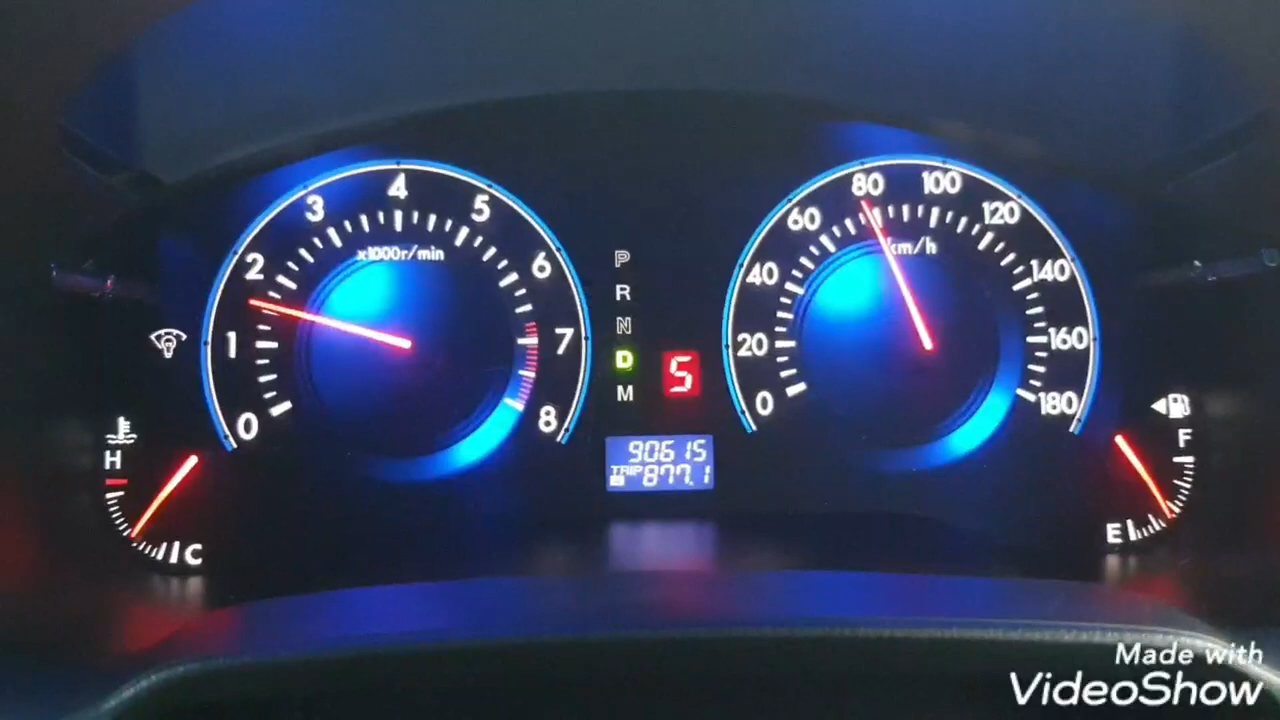 0 1 2 3 4 5 6 7 8
x1000r/min
P
R
N
D
M
5
0 20 40 60 80 100 120 140 160 180
km/h
H
C
90615
TRIP
877.1
F
E
Made with
VideoShow